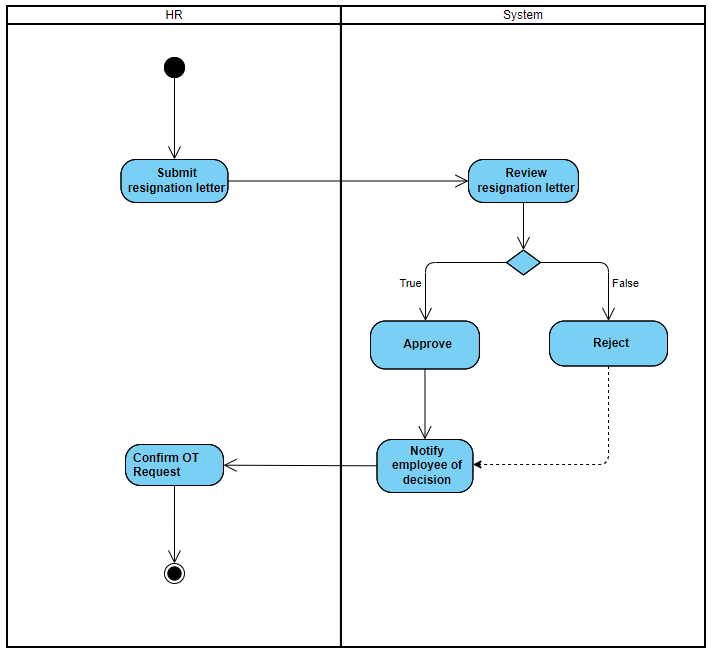 HR
System
Submit
resignation letter
Review
resignation letter
True
False
Approve
Reject
Notify
employee of
decision
Confirm OT
Request